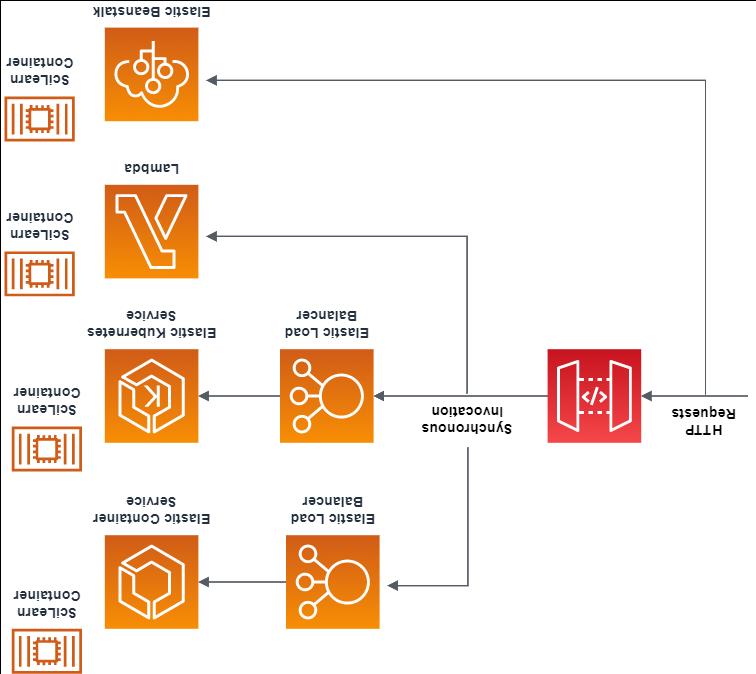 Elastic Load
Balancer
Elastic Container
Service
SciLearn
Container
HTTP
Requests
Synchronous
Invocation
Elastic Load
Balancer
Elastic Kubernetes
Service
SciLearn
Container
Lambda
SciLearn
Container
Elastic Beanstalk
SciLearn
Container